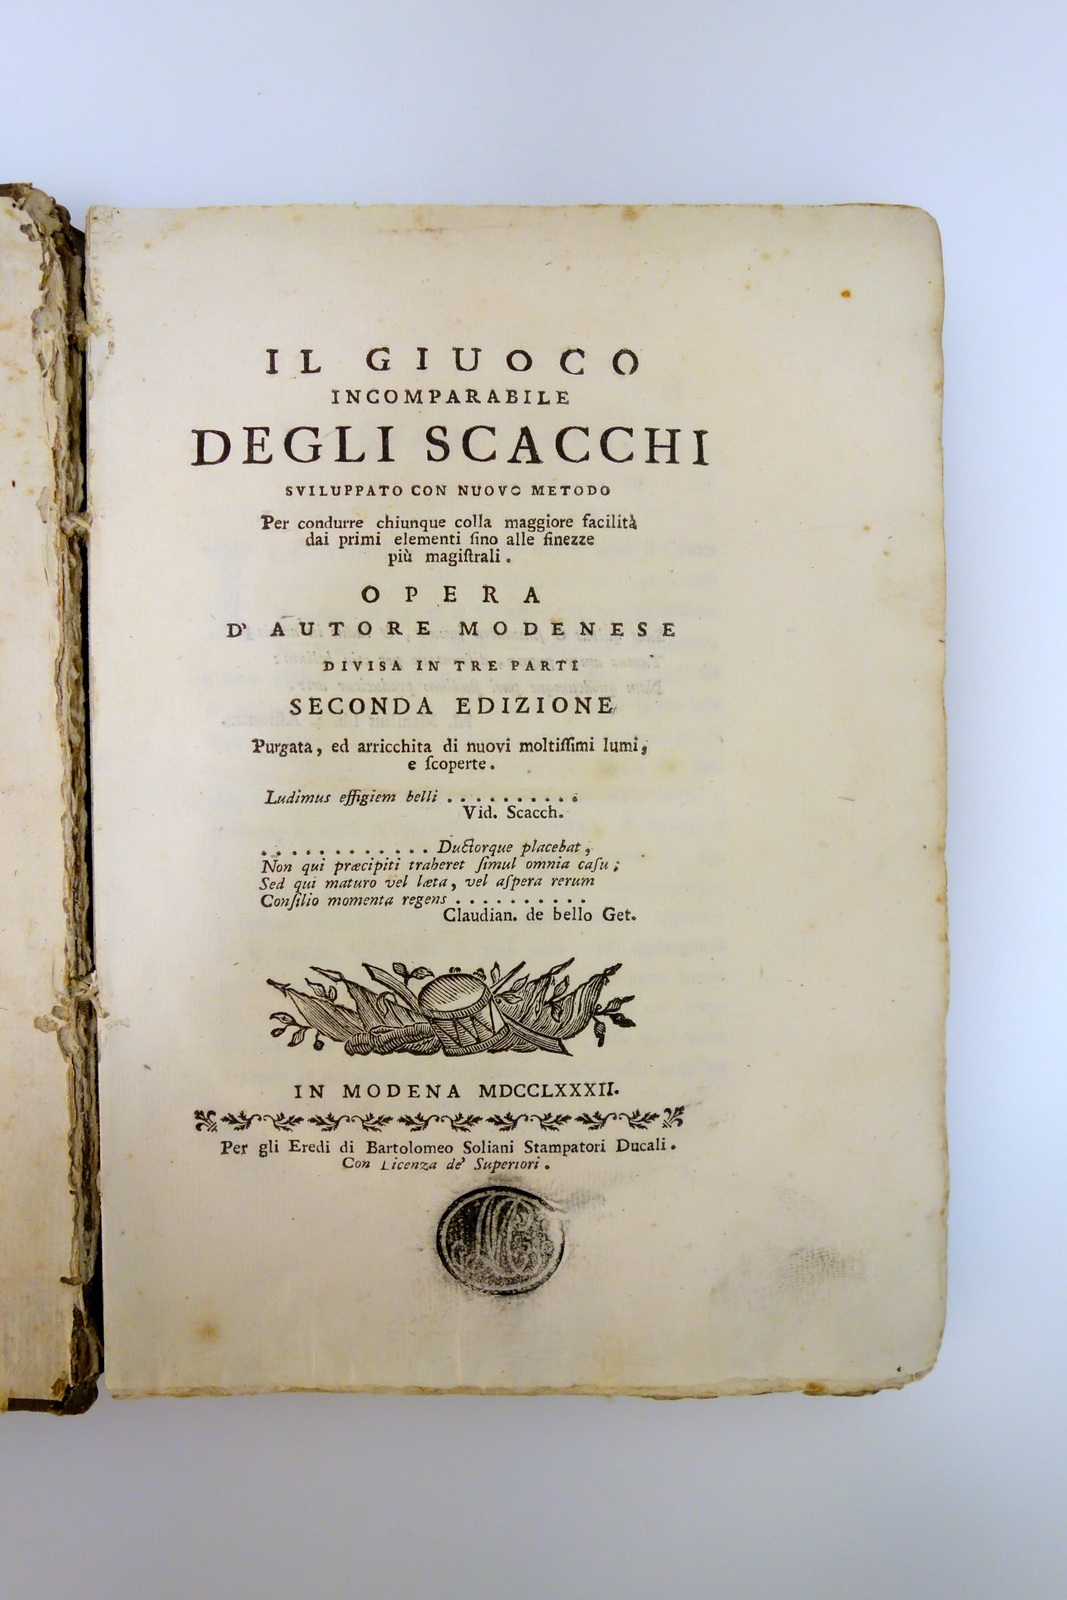 IL GIUOCO
INCOMPARABILE
DEGLI SCACCHI
SVILUPPATO CON NUOVO METODO
Per condurre chiunque colla maggiore facilità
dai primi elementi ſino alle finezze
più magiſtrali.
OPERA
D' AUTORE MODENESE
DIVISA IN TRE PARTI
SECONDA EDIZIONE
Purgata, ed arricchita di nuovi moltiſſimi lumi,
e ſcoperte.
Ludimus effigiem belli . . . . . . . . . .
Vid. Scacch.
. . . . . . . . . . . . Ductorque placebat,
Non qui præcipiti traheret ſimul omnia caſu;
Sed qui maturo vel læta, vel aſpera rerum
Conſilio momenta regens . . . . . . . . . .
Claudian. de bello Get.
IN MODENA MDCCLXXXII.
Per gli Eredi di Bartolomeo Soliani Stampatori Ducali.
Con Licenza de' Superiori.